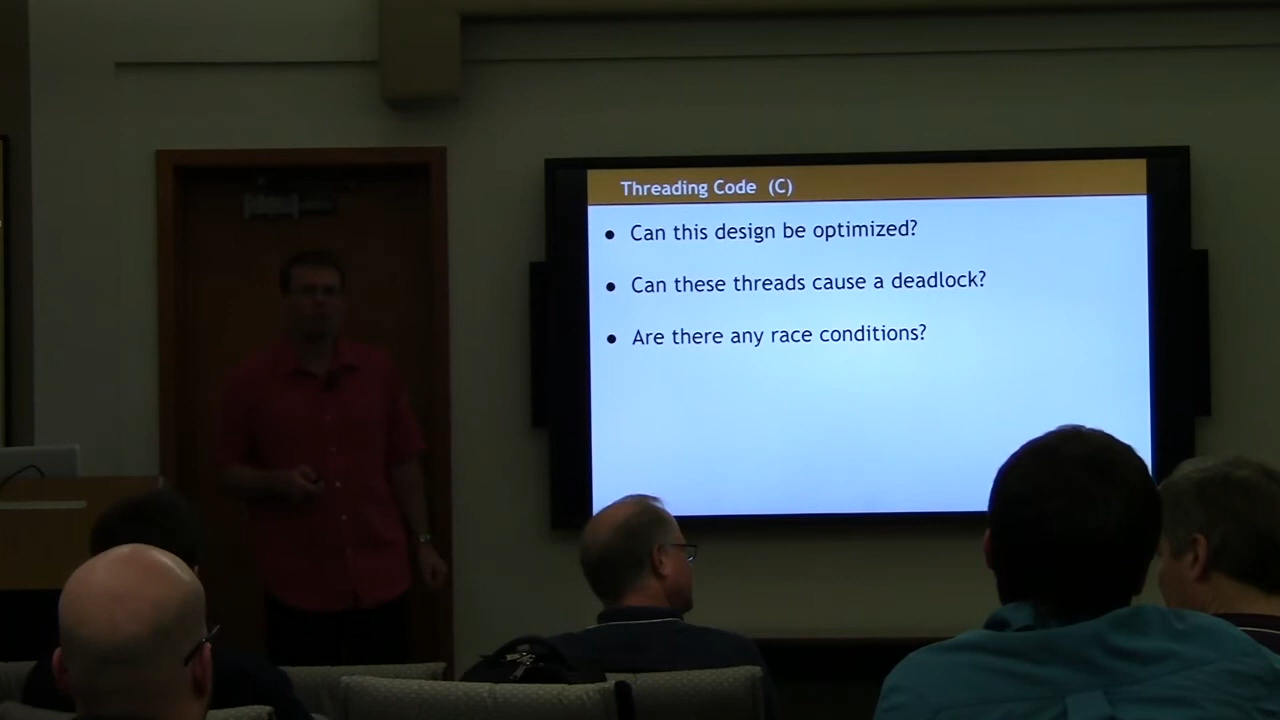 Threading Code (C)
● Can this design be optimized?
● Can these threads cause a deadlock?
● Are there any race conditions?